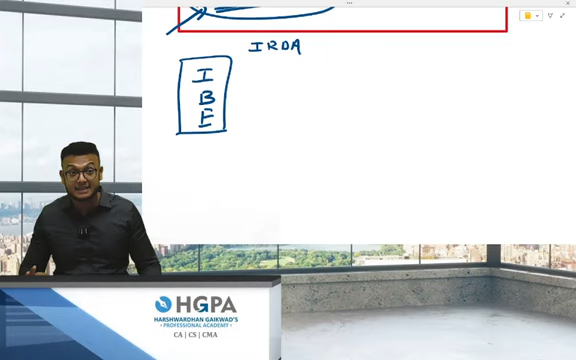 IRDA
I
B
E
HGPA
HARSHWARDHAN GAIKWAD'S
PROFESSIONAL ACADEMY
CA | CS | CMA